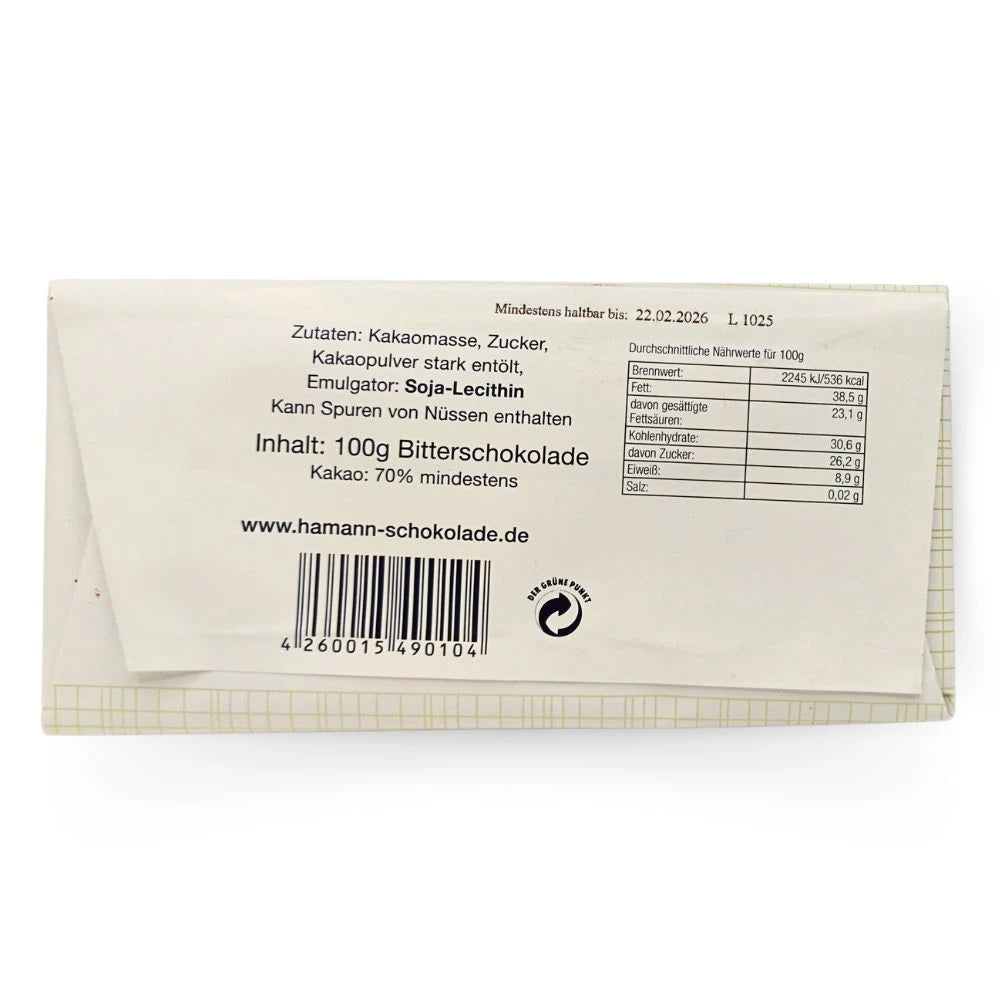 Mindestens haltbar bis: 22.02.2026 L 1025
Zutaten: Kakaomasse, Zucker,
Kakaopulver stark entölt,
Emulgator: Soja-Lecithin
Kann Spuren von Nüssen enthalten
Inhalt: 100g Bitterschokolade
Kakao: 70% mindestens
www.hamann-schokolade.de
4 260015 490104
DER GRÜNE PUNKT
Durchschnittliche Nährwerte für 100g
Brennwert: 2245 kJ/536 kcal
Fett: 38,5 g
davon gesättigte 23,1 g
Fettsäuren:
Kohlenhydrate: 30,6 g
davon Zucker: 26,2 g
Eiweiß: 8,9 g
Salz: 0,02 g